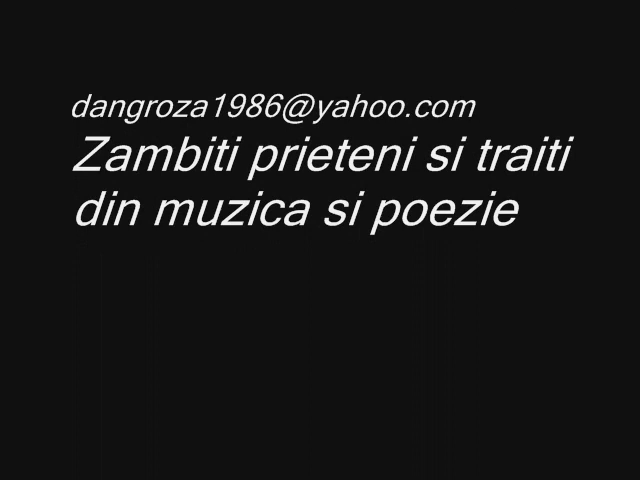 dangroza1986@yahoo.com
Zambiti prieteni si traiti
din muzica si poezie